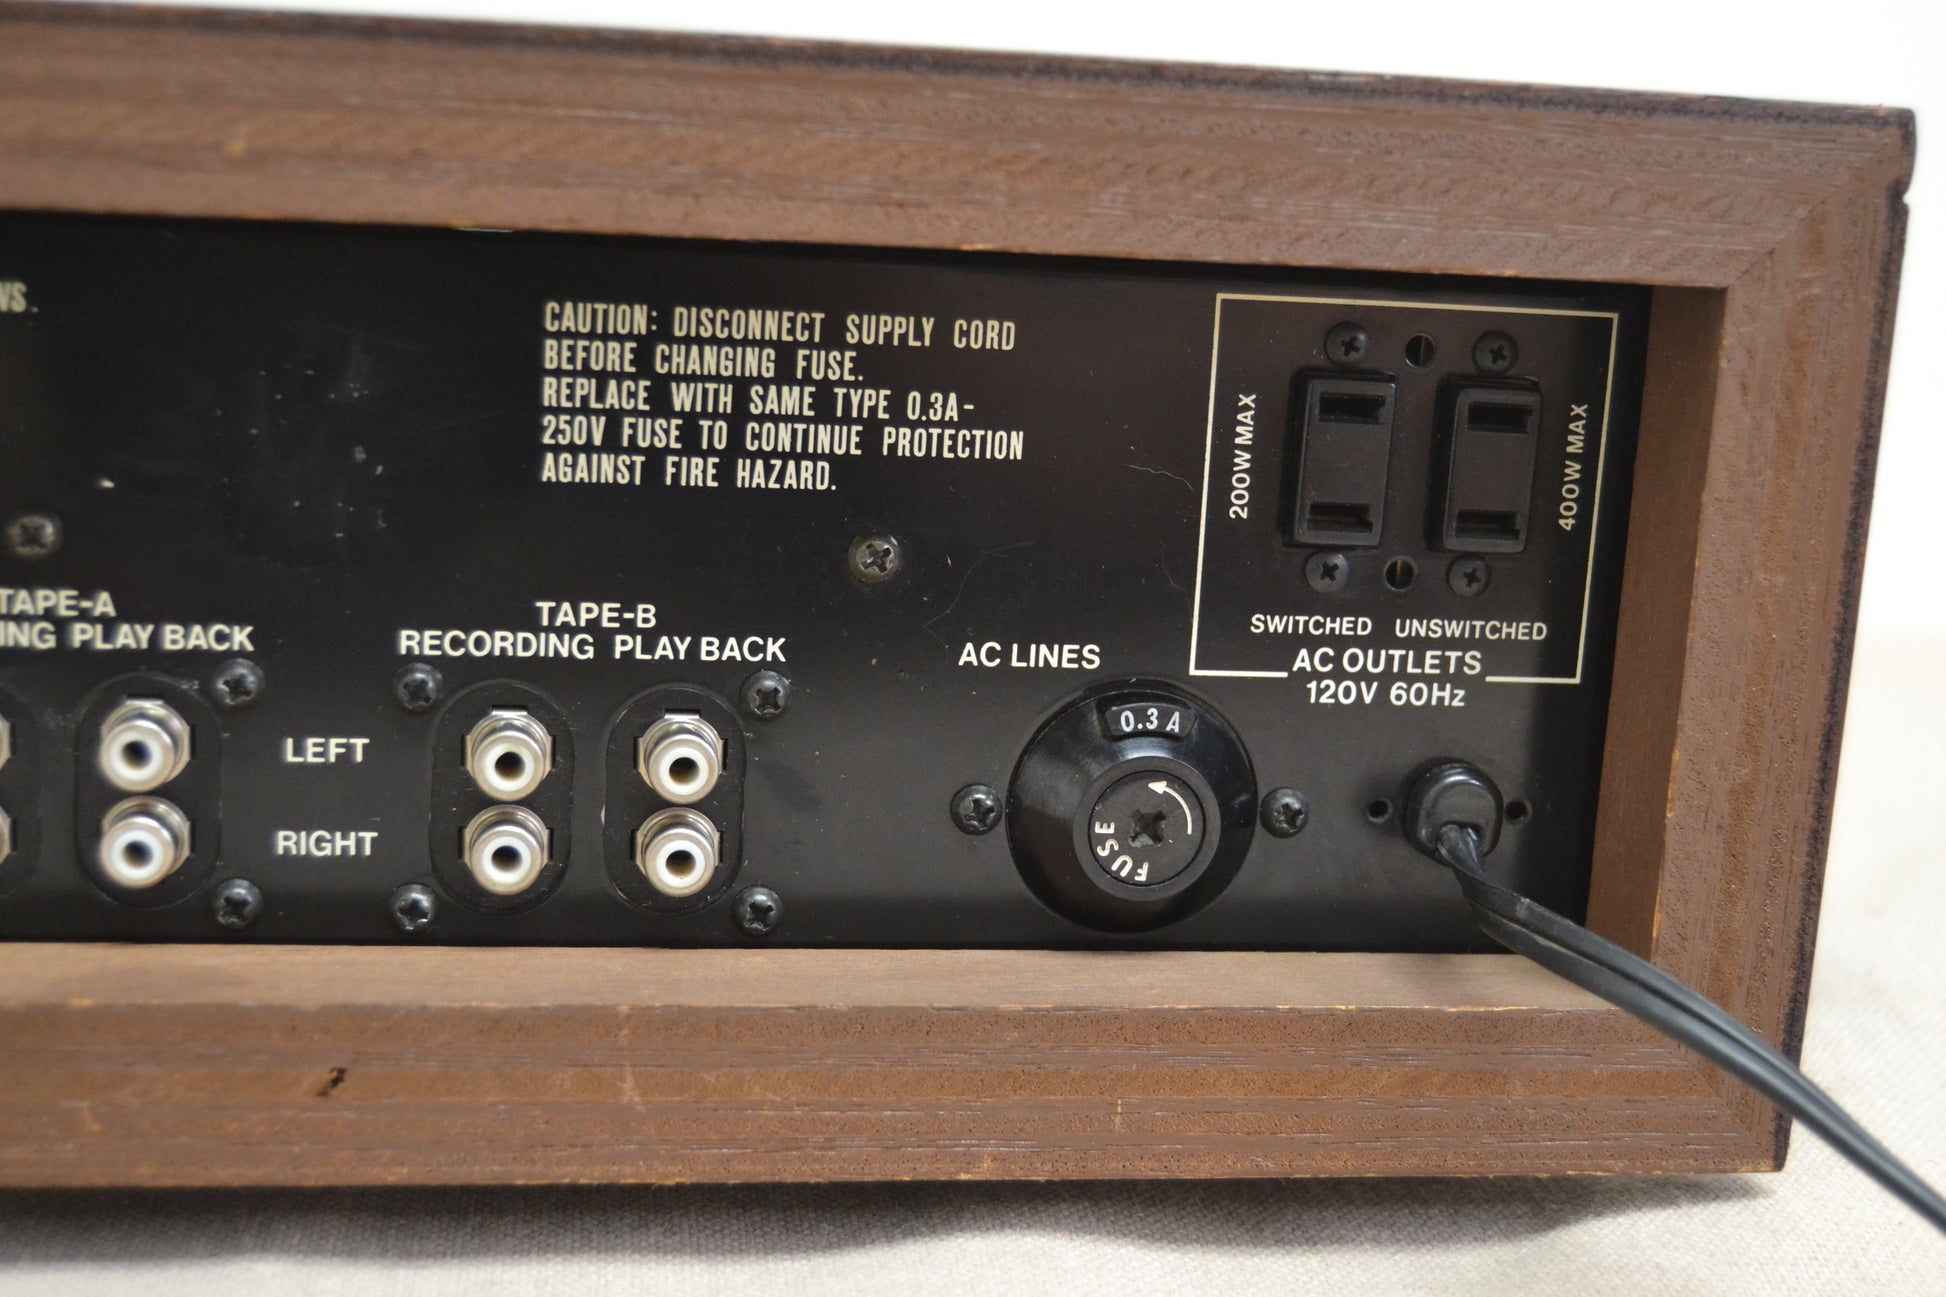 CAUTION: DISCONNECT SUPPLY CORD
BEFORE CHANGING FUSE.
REPLACE WITH SAME TYPE 0.3A-
250V FUSE TO CONTINUE PROTECTION
AGAINST FIRE HAZARD.
200W MAX
400W MAX
SWITCHED UNSWITCHED
AC OUTLETS
120V 60Hz
TAPE-A
PLAY BACK
TAPE-B
RECORDING PLAY BACK
LEFT
RIGHT
AC LINES
0.3 A
FUSE